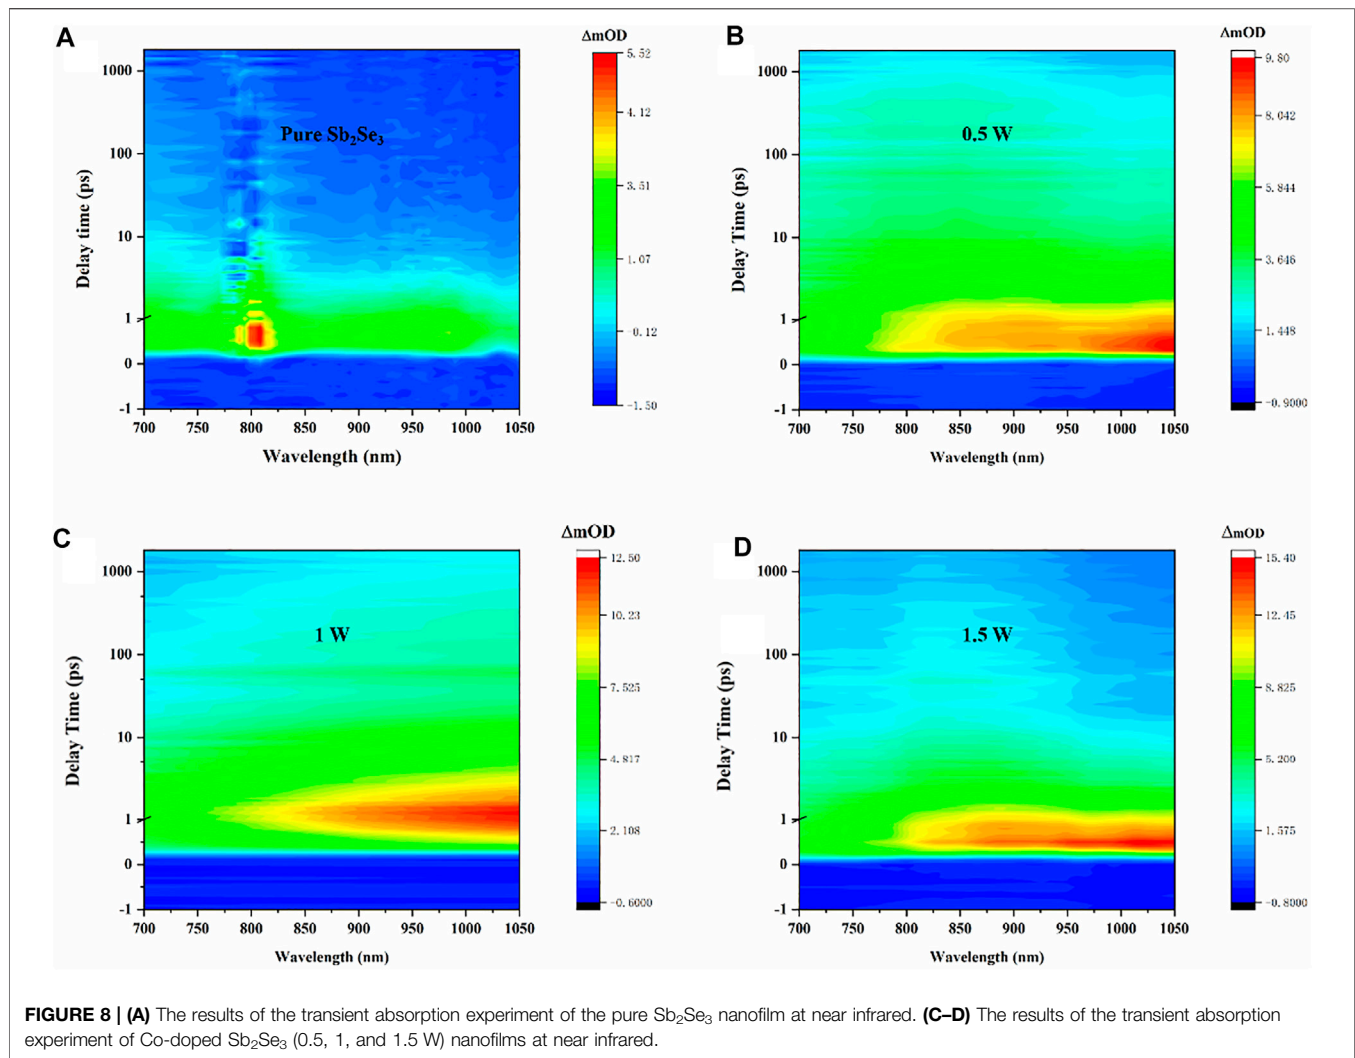 A
ΔmOD
5.52
4.12
3.51
1.07
-0.12
-1.50
Pure Sb₂Se₃
1000
100
10
1
0
-1
Delay time (ps)
700 750 800 850 900 950 1000 1050
Wavelength (nm)
B
ΔmOD
9.80
8.042
5.844
3.646
1.448
-0.9000
0.5 W
1000
100
10
1
0
-1
Delay Time (ps)
700 750 800 850 900 950 1000 1050
Wavelength (nm)
C
ΔmOD
12.50
10.23
7.525
4.817
2.108
-0.6000
1 W
1000
100
10
1
0
-1
Delay Time (ps)
700 750 800 850 900 950 1000 1050
Wavelength (nm)
D
ΔmOD
15.40
12.45
8.825
5.200
1.575
-0.8000
1.5 W
1000
100
10
1
0
-1
Delay Time (ps)
700 750 800 850 900 950 1000 1050
Wavelength (nm)
FIGURE 8 | (A) The results of the transient absorption experiment of the pure Sb₂Se₃ nanofilm at near infrared. (C–D) The results of the transient absorption
experiment of Co-doped Sb₂Se₃ (0.5, 1, and 1.5 W) nanofilms at near infrared.